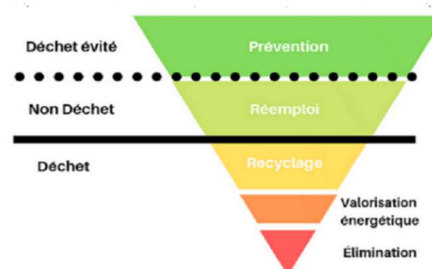 Déchet évité
Prévention
Non Déchet
Réemploi
Déchet
Recyclage
Valorisation
énergétique
Élimination